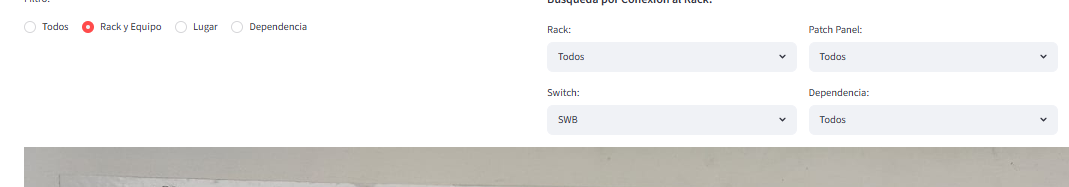 Filtro:
Búsqueda por Conexión al Rack:
Todos
Rack y Equipo
Lugar
Dependencia
Rack:
Patch Panel:
Todos
Todos
Switch:
Dependencia:
SWB
Todos